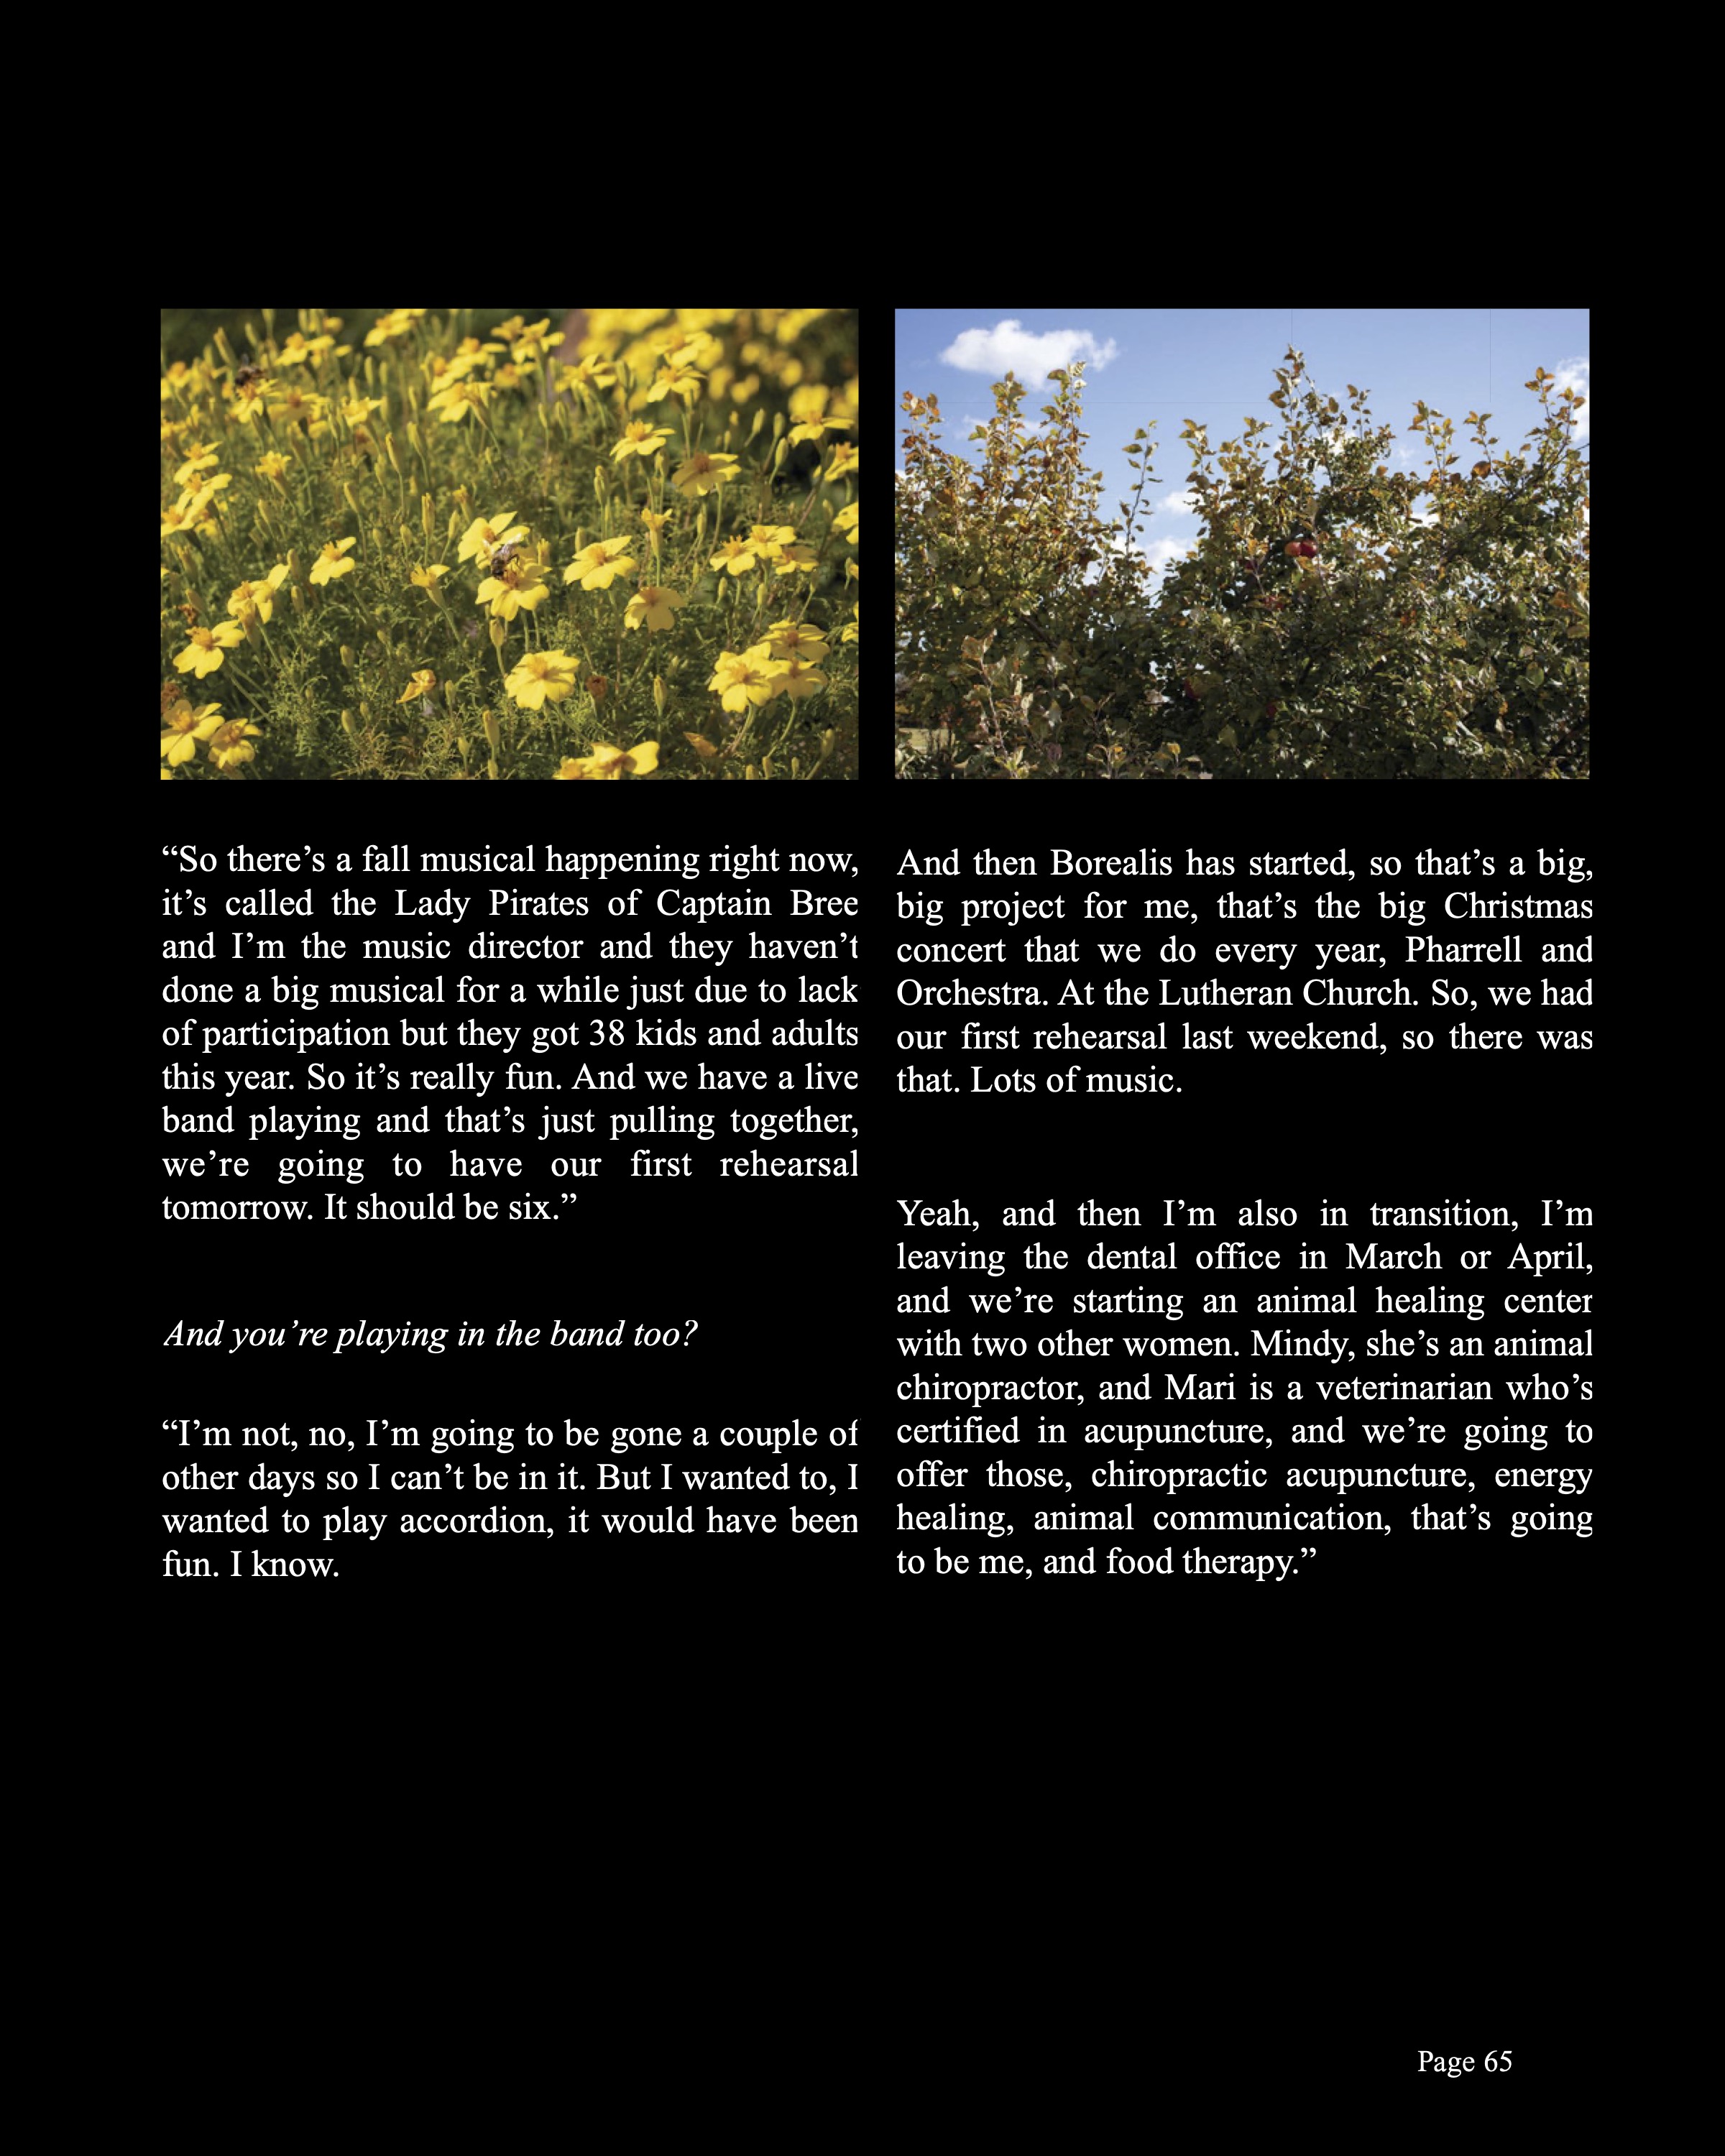 “So there’s a fall musical happening right now,
it’s called the Lady Pirates of Captain Bree
and I’m the music director and they haven’t
done a big musical for a while just due to lack
of participation but they got 38 kids and adults
this year. So it’s really fun. And we have a live
band playing and that’s just pulling together,
we’re going to have our first rehearsal
tomorrow. It should be six.”
And you’re playing in the band too?
“I’m not, no, I’m going to be gone a couple of
other days so I can’t be in it. But I wanted to, I
wanted to play accordion, it would have been
fun. I know.
And then Borealis has started, so that’s a big,
big project for me, that’s the big Christmas
concert that we do every year, Pharrell and
Orchestra. At the Lutheran Church. So, we had
our first rehearsal last weekend, so there was
that. Lots of music.
Yeah, and then I’m also in transition, I’m
leaving the dental office in March or April,
and we’re starting an animal healing center
with two other women. Mindy, she’s an animal
chiropractor, and Mari is a veterinarian who’s
certified in acupuncture, and we’re going to
offer those, chiropractic acupuncture, energy
healing, animal communication, that’s going
to be me, and food therapy.”
Page 65